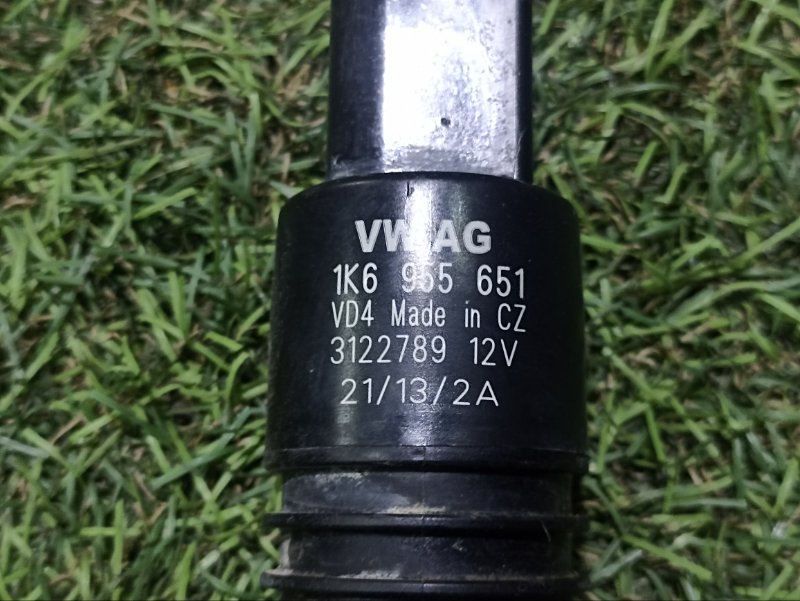 VW AG
1K6 955 651
VD4 Made in CZ
3122789 12V
21/13/2A